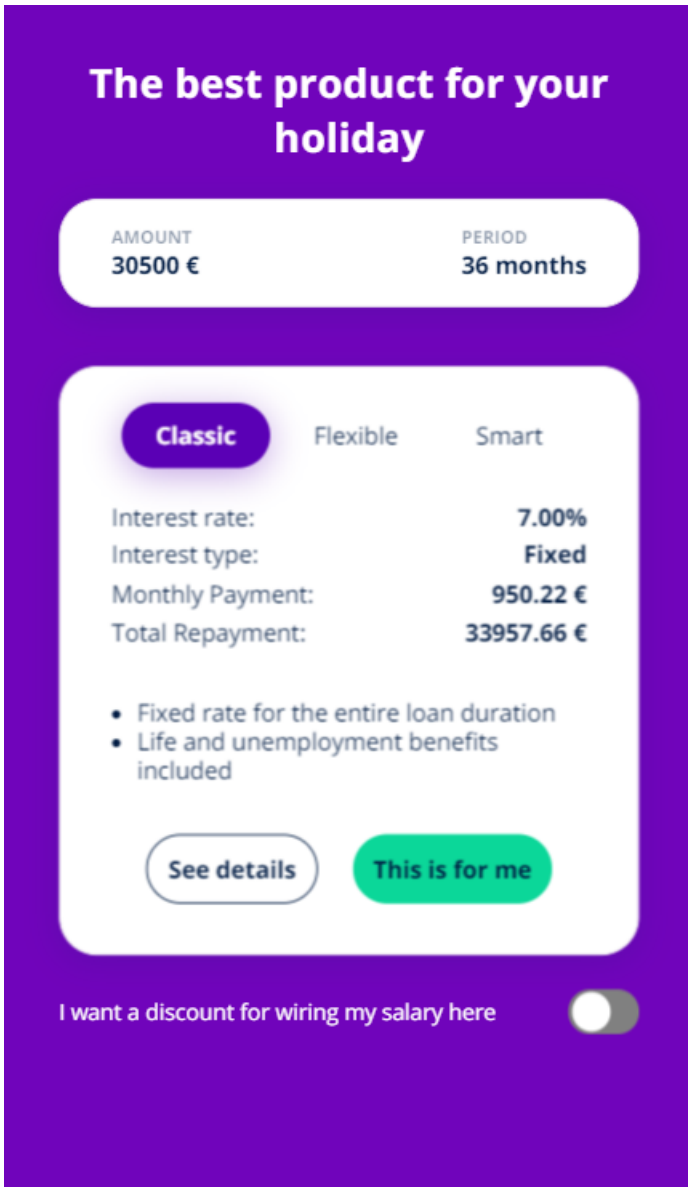 The best product for your
holiday
AMOUNT PERIOD
30500 € 36 months
Classic Flexible Smart
Interest rate: 7.00%
Interest type: Fixed
Monthly Payment: 950.22 €
Total Repayment: 33957.66 €
• Fixed rate for the entire loan duration
• Life and unemployment benefits
included
See details This is for me
I want a discount for wiring my salary here